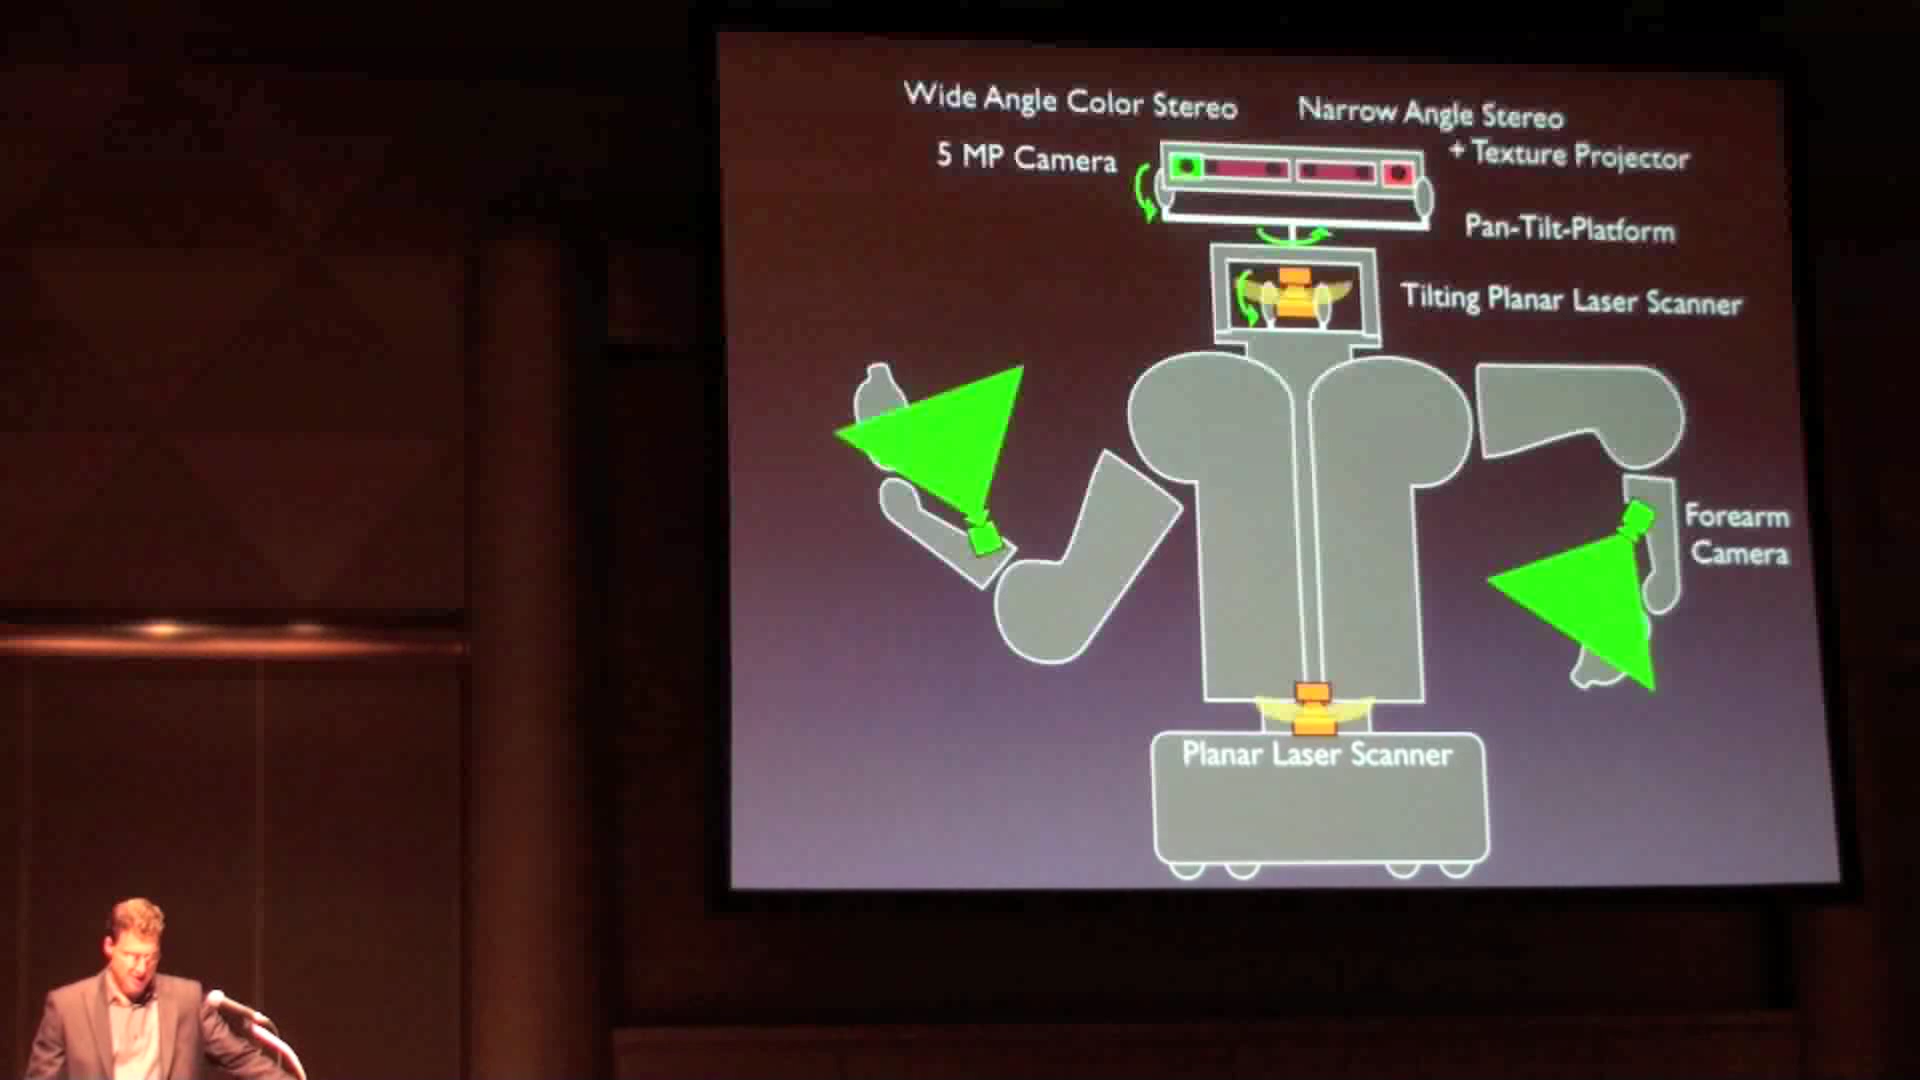 Wide Angle Color Stereo
Narrow Angle Stereo
+ Texture Projector
5 MP Camera
Pan-Tilt-Platform
Tilting Planar Laser Scanner
Forearm
Camera
Planar Laser Scanner